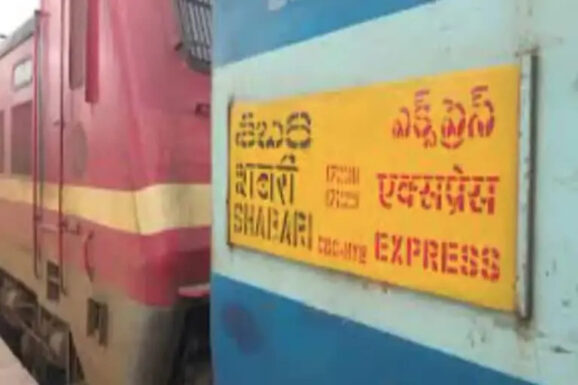 శబరి ఎక్స్ ప్రెస్
शबरी एक्सप्रेस
SHABARI EXPRESS